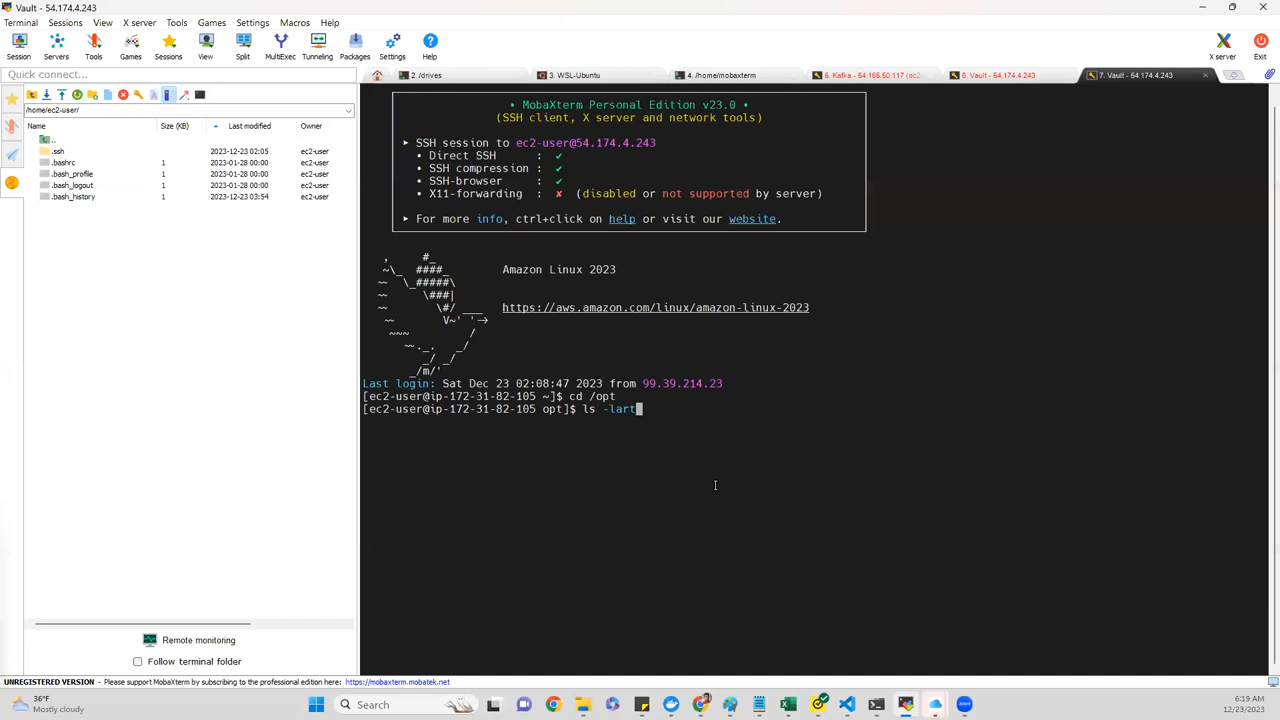 Vault - 54.174.4.243
Terminal Sessions View X server Tools Games Settings Macros Help
Session Servers Tools Games Sessions View Split MultiExec Tunneling Packages Settings Help X server Exit
Quick connect...
2. /drives
3. WSL-Ubuntu
4. /home/mobaxterm
8. Vault - 54.174.4.243
7. Vault - 54.174.4.243
/home/ec2-user/
Name Size (KB) Last modified Owner
..
.ssh 2023-12-23 02:05 ec2-user
.bashrc 1 2023-01-28 00:00 ec2-user
.bash_profile 1 2023-01-28 00:00 ec2-user
.bash_logout 1 2023-01-28 00:00 ec2-user
.bash_history 1 2023-12-23 03:54 ec2-user
• MobaXterm Personal Edition v23.0 •
(SSH client, X server and network tools)
➤ SSH session to ec2-user@54.174.4.243
• Direct SSH : ✔
• SSH compression : ✔
• SSH-browser : ✔
• X11-forwarding : ✘ (disabled or not supported by server)
➤ For more info, ctrl+click on help or visit our website.
, #_
~\_ ####_ Amazon Linux 2023
~~ \_#####\
~~ \###|
~~ \#/ ___ https://aws.amazon.com/linux/amazon-linux-2023
~~ V~' '->
~~~ /
~~._. _/
_/ _/
_/m/'
Last login: Sat Dec 23 02:08:47 2023 from 99.39.214.23
[ec2-user@ip-172-31-82-105 ~]$ cd /opt
[ec2-user@ip-172-31-82-105 opt]$ ls -lart
Remote monitoring
Follow terminal folder
UNREGISTERED VERSION - Please support MobaXterm by subscribing to the professional edition here: https://mobaxterm.mobatek.net
36°F
Mostly cloudy
Search
6:19 AM
12/23/2023